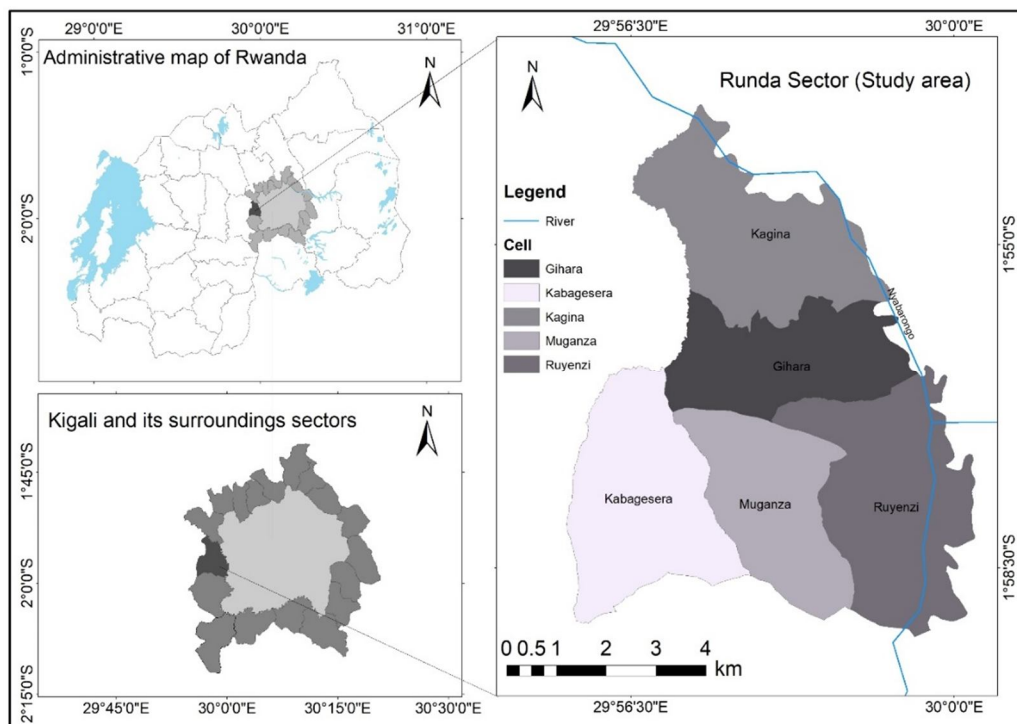 29°0'0"E
30°0'0"E
31°0'0"E
1°0'0"S
2°0'0"S
Administrative map of Rwanda
N
Kigali and its surroundings sectors
N
1°45'0"S
2°0'0"S
2°15'0"S
29°45'0"E
30°0'0"E
30°15'0"E
30°30'0"E
29°56'30"E
30°0'0"E
N
Runda Sector (Study area)
Legend
River
Cell
Gihara
Kabagesera
Kagina
Muganza
Ruyenzi
Kagina
Nyabarongo
Gihara
Kabagesera
Muganza
Ruyenzi
1°55'0"S
1°58'30"S
0 0.5 1 2 3 4
km
29°56'30"E
30°0'0"E